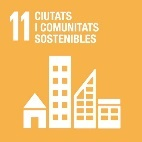 11 CIUTATS
I COMUNITATS
SOSTENIBLES